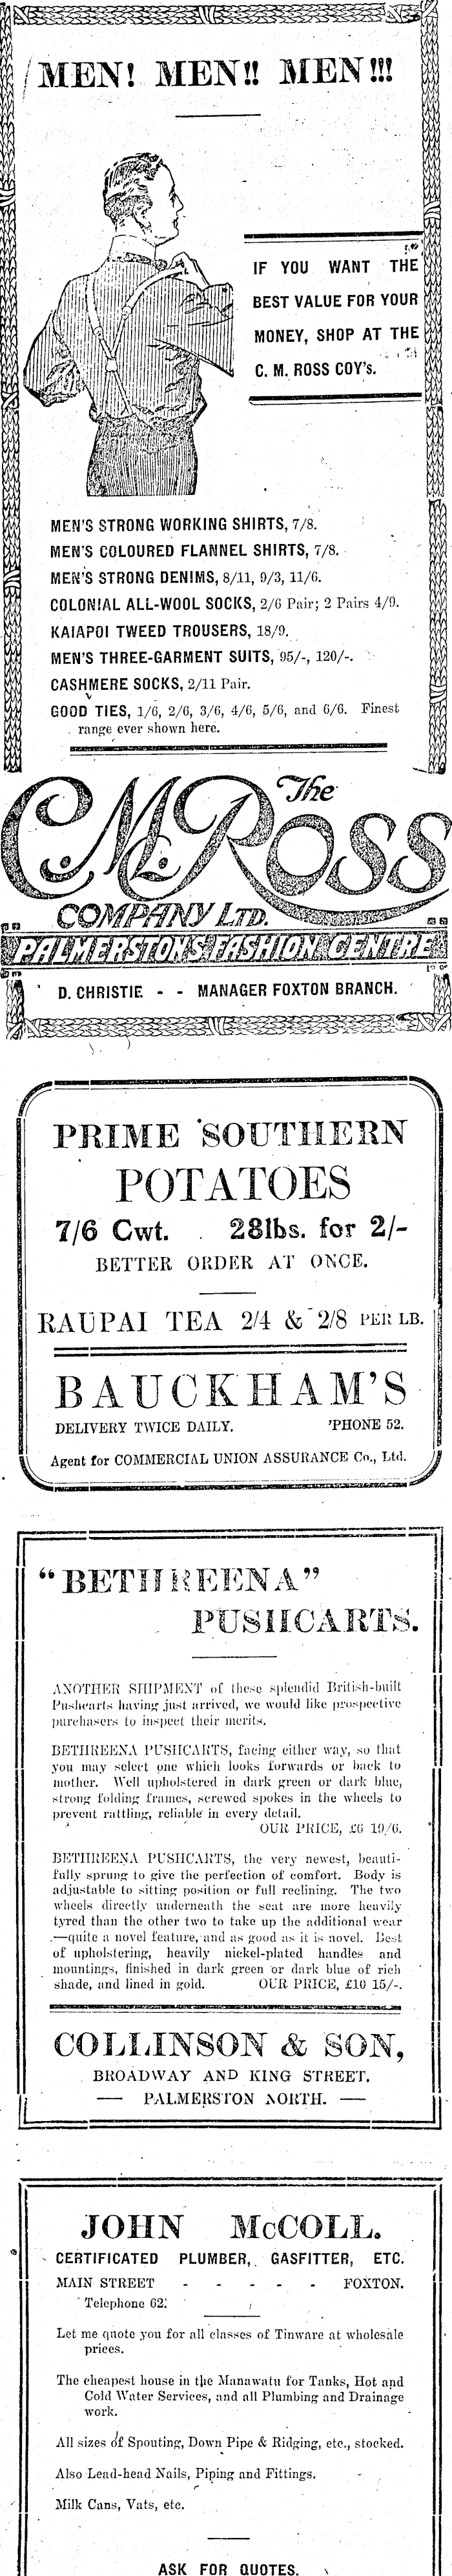 MEN! MEN!! MEN!!!
IF YOU WANT THE
BEST VALUE FOR YOUR
MONEY, SHOP AT THE
C. M. ROSS COY's.
MEN'S STRONG WORKING SHIRTS, 7/8.
MEN'S COLOURED FLANNEL SHIRTS, 7/8.
MEN'S STRONG DENIMS, 8/11, 9/3, 11/6.
COLONIAL ALL-WOOL SOCKS, 2/6 Pair; 2 Pairs 4/9.
KAIAPOI TWEED TROUSERS, 18/9.
MEN'S THREE-GARMENT SUITS, 95/-, 120/-.
CASHMERE SOCKS, 2/11 Pair.
GOOD TIES, 1/6, 2/6, 3/6, 4/6, 5/6, and 6/6. Finest
range ever shown here.
The
C.M. ROSS
COMPANY LTD.
PALMERSTON'S FASHION CENTRE
D. CHRISTIE - - MANAGER FOXTON BRANCH.
PRIME SOUTHERN
POTATOES
7/6 Cwt. 28lbs. for 2/-
BETTER ORDER AT ONCE.
RAUPAI TEA 2/4 & 2/8 PER LB.
BAUCKHAM'S
DELIVERY TWICE DAILY. 'PHONE 52.
Agent for COMMERCIAL UNION ASSURANCE Co., Ltd.
"BETHREENA"
PUSHCARTS.
ANOTHER SHIPMENT of these splendid British-built
Pushcarts having just arrived, we would like prospective
purchasers to inspect their merits.
BETHREENA PUSHCARTS, facing either way, so that
you may select one which looks forwards or back to
mother. Well upholstered in dark green or dark blue,
strong folding frames, screwed spokes in the wheels to
prevent rattling, reliable in every detail.
OUR PRICE, £6 19/6.
BETHREENA PUSHCARTS, the very newest, beauti-
fully sprung to give the perfection of comfort. Body is
adjustable to sitting position or full reclining. The two
wheels directly underneath the seat are more heavily
tyred than the other two to take up the additional wear
—quite a novel feature, and as good as it is novel. Best
of upholstering, heavily nickel-plated handles and
mountings, finished in dark green or dark blue of rich
shade, and lined in gold. OUR PRICE, £10 15/-.
COLLINSON & SON,
BROADWAY AND KING STREET.
— PALMERSTON NORTH. —
JOHN McCOLL.
CERTIFICATED PLUMBER, GASFITTER, ETC.
MAIN STREET - - - - - FOXTON.
Telephone 62.
Let me quote you for all classes of Tinware at wholesale
prices.
The cheapest house in the Manawatu for Tanks, Hot and
Cold Water Services, and all Plumbing and Drainage
work.
All sizes of Spouting, Down Pipe & Ridging, etc., stocked.
Also Lead-head Nails, Piping and Fittings.
Milk Cans, Vats, etc.
ASK FOR QUOTES.